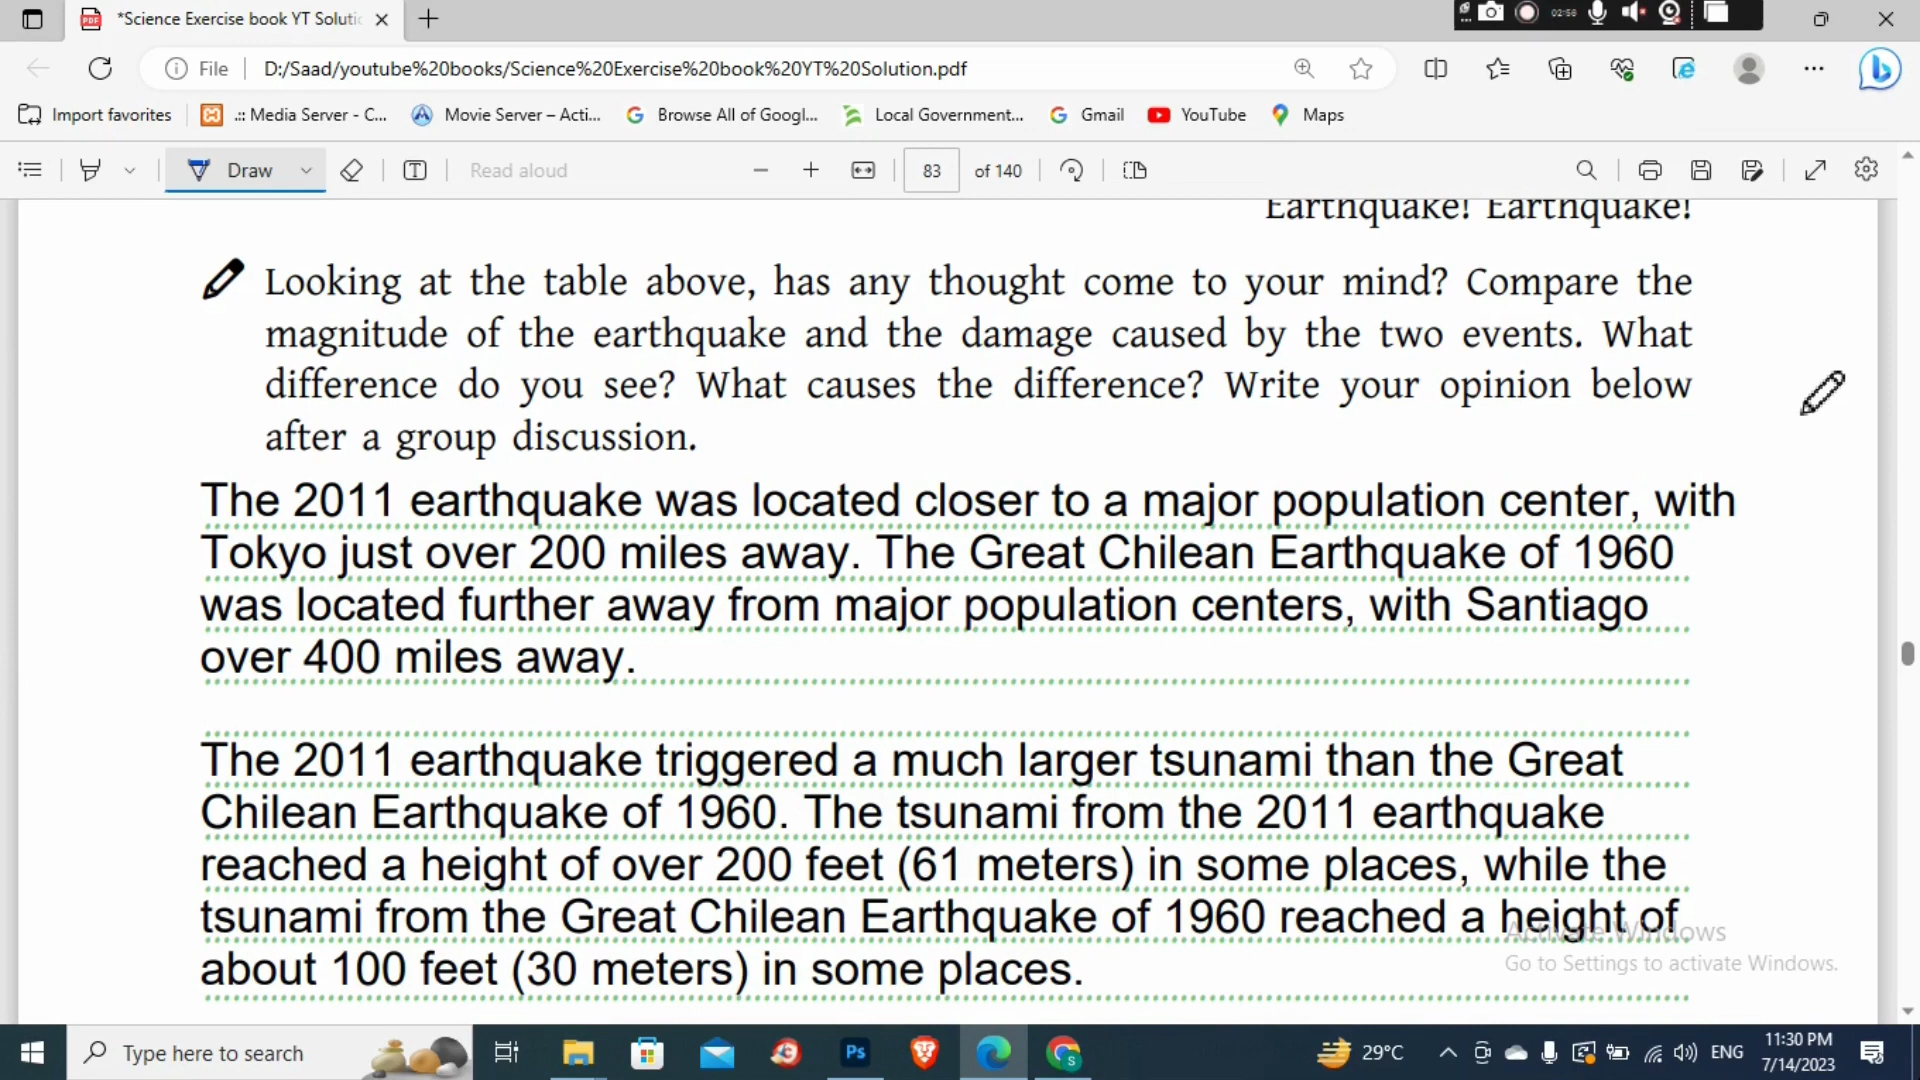 *Science Exercise book YT Soluti
02:58
File
D:/Saad/youtube%20books/Science%20Exercise%20book%20YT%20Solution.pdf
Import favorites
.:: Media Server - C...
Movie Server – Acti...
Browse All of Googl...
Local Government...
Gmail
YouTube
Maps
Draw
Read aloud
83
of 140
Earthquake! Earthquake!
Looking at the table above, has any thought come to your mind? Compare the
magnitude of the earthquake and the damage caused by the two events. What
difference do you see? What causes the difference? Write your opinion below
after a group discussion.
The 2011 earthquake was located closer to a major population center, with
Tokyo just over 200 miles away. The Great Chilean Earthquake of 1960
was located further away from major population centers, with Santiago
over 400 miles away.
The 2011 earthquake triggered a much larger tsunami than the Great
Chilean Earthquake of 1960. The tsunami from the 2011 earthquake
reached a height of over 200 feet (61 meters) in some places, while the
tsunami from the Great Chilean Earthquake of 1960 reached a height of
about 100 feet (30 meters) in some places.
Activate Windows
Go to Settings to activate Windows.
Type here to search
Ps
S
29°C
ENG
11:30 PM
7/14/2023